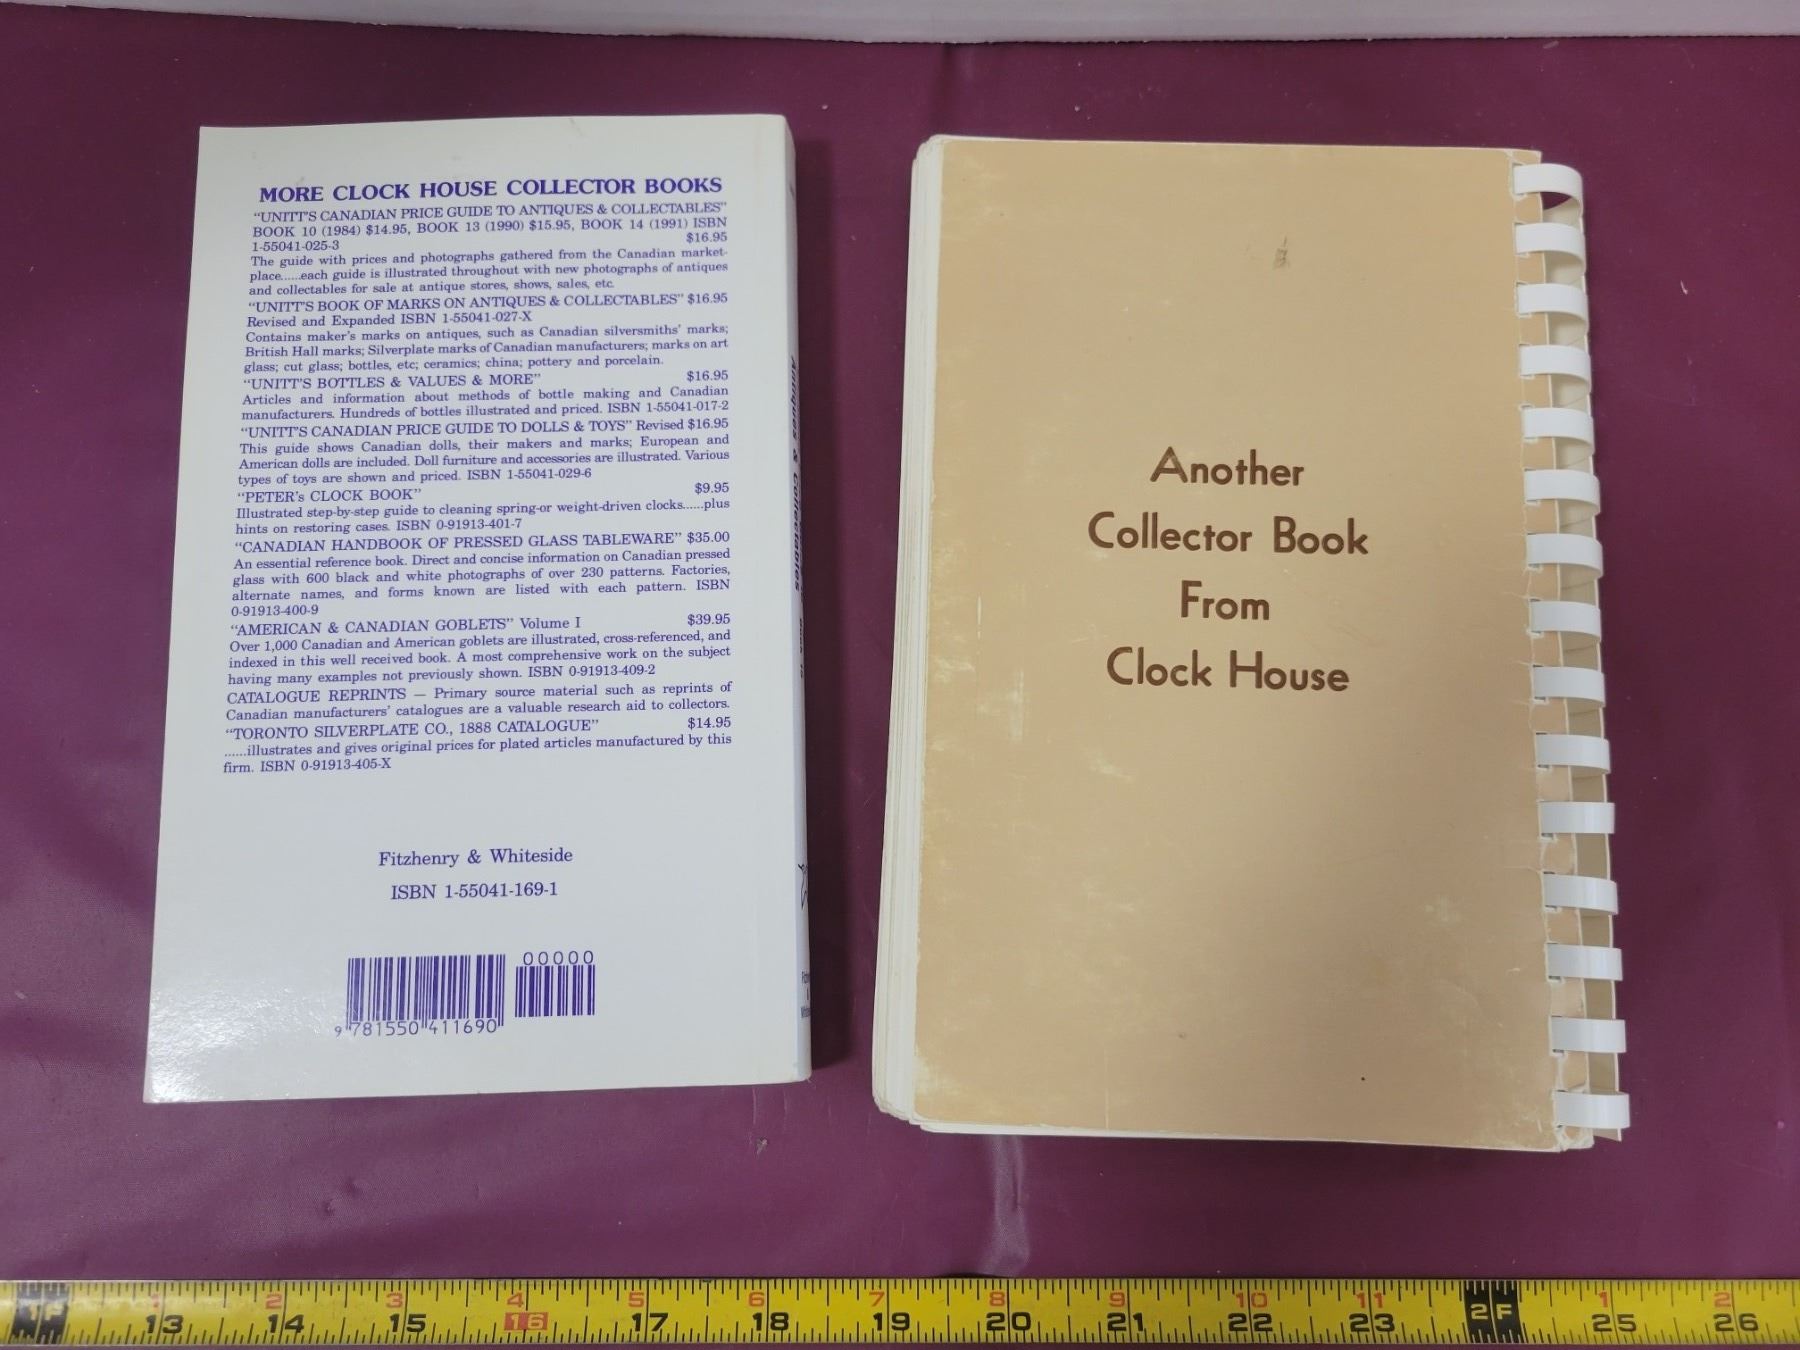 MORE CLOCK HOUSE COLLECTOR BOOKS
"UNITT'S CANADIAN PRICE GUIDE TO ANTIQUES & COLLECTABLES"
BOOK 10 (1984) $14.95, BOOK 13 (1990) $15.95, BOOK 14 (1991) ISBN
1-55041-025-3 $16.95
The guide with prices and photographs gathered from the Canadian market-
place......each guide is illustrated throughout with new photographs of antiques
and collectables for sale at antique stores, shows, sales, etc.
"UNITT'S BOOK OF MARKS ON ANTIQUES & COLLECTABLES" $16.95
Revised and Expanded ISBN 1-55041-027-X
Contains maker's marks on antiques, such as Canadian silversmiths' marks;
British Hall marks; Silverplate marks of Canadian manufacturers; marks on art
glass; cut glass; bottles, etc; ceramics; china; pottery and porcelain.
"UNITT'S BOTTLES & VALUES & MORE" $16.95
Articles and information about methods of bottle making and Canadian
manufacturers. Hundreds of bottles illustrated and priced. ISBN 1-55041-017-2
"UNITT'S CANADIAN PRICE GUIDE TO DOLLS & TOYS" Revised $16.95
This guide shows Canadian dolls, their makers and marks; European and
American dolls are included. Doll furniture and accessories are illustrated. Various
types of toys are shown and priced. ISBN 1-55041-029-6
"PETER's CLOCK BOOK" $9.95
Illustrated step-by-step guide to cleaning spring-or weight-driven clocks......plus
hints on restoring cases. ISBN 0-91913-401-7
"CANADIAN HANDBOOK OF PRESSED GLASS TABLEWARE" $35.00
An essential reference book. Direct and concise information on Canadian pressed
glass with 600 black and white photographs of over 230 patterns. Factories,
alternate names, and forms known are listed with each pattern. ISBN
0-91913-400-9
"AMERICAN & CANADIAN GOBLETS" Volume I $39.95
Over 1,000 Canadian and American goblets are illustrated, cross-referenced, and
indexed in this well received book. A most comprehensive work on the subject
having many examples not previously shown. ISBN 0-91913-409-2
CATALOGUE REPRINTS — Primary source material such as reprints of
Canadian manufacturers' catalogues are a valuable research aid to collectors.
"TORONTO SILVERPLATE CO., 1888 CATALOGUE" $14.95
......illustrates and gives original prices for plated articles manufactured by this
firm. ISBN 0-91913-405-X
Fitzhenry & Whiteside
ISBN 1-55041-169-1
00000
9 781550 411690
Antiques & Collectables
Another
Collector Book
From
Clock House
1F 1 2 3 4 5 6 7 8 9 10 11 2F 1 2
13 14 15 16 17 18 19 20 21 22 23 25 26